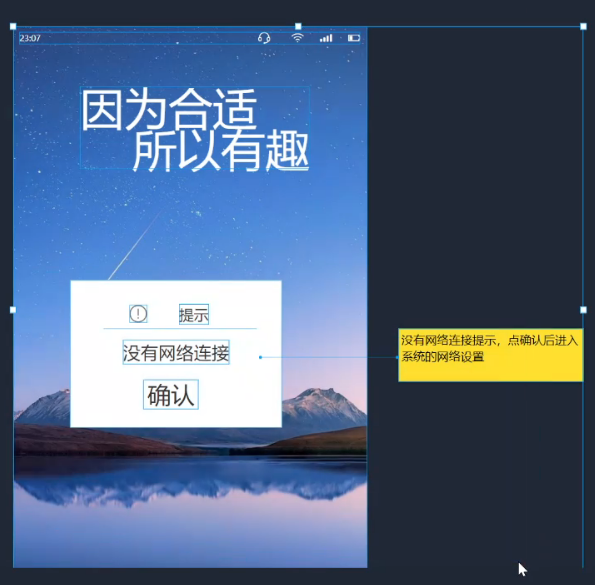 23:07
因为合适
所以有趣
提示
没有网络连接
确认
没有网络连接提示，点确认后进入
系统的网络设置